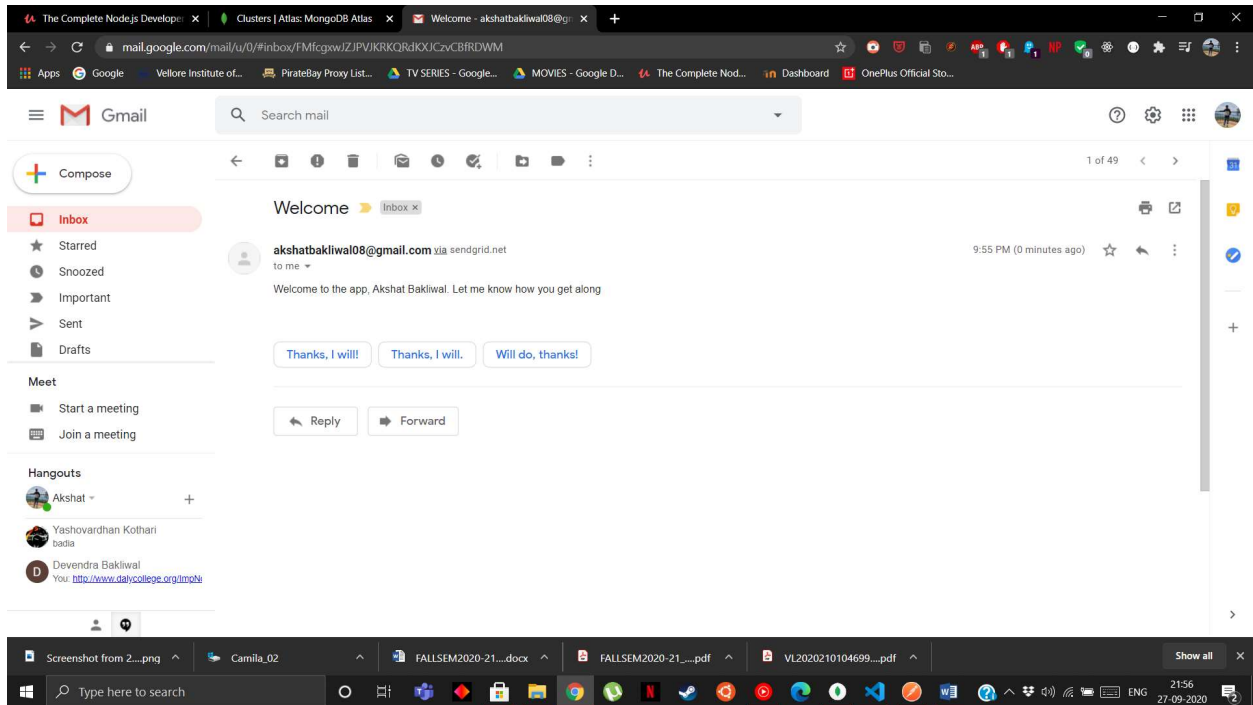 The Complete Node.js Develope
Clusters | Atlas: MongoDB Atlas
Welcome - akshatbakliwal08@gm
mail.google.com/mail/u/0/#inbox/FMfcgxwJZJPVJKRKQRdKXJCzvCBfRDWM
Apps
Google
Vellore Institute of...
PirateBay Proxy List...
TV SERIES - Google...
MOVIES - Google D...
The Complete Nod...
Dashboard
OnePlus Official Sto...
Gmail
Search mail
Compose
1 of 49
Inbox
Starred
Snoozed
Important
Sent
Drafts
Welcome
Inbox ×
akshatbakliwal08@gmail.com via sendgrid.net
9:55 PM (0 minutes ago)
to me
Welcome to the app, Akshat Bakliwal. Let me know how you get along
Thanks, I will!
Thanks, I will.
Will do, thanks!
Reply
Forward
Meet
Start a meeting
Join a meeting
Hangouts
Akshat
Yashovardhan Kothari
badia
D
Devendra Bakliwal
You: http://www.dalycollege.org/ImpN
Screenshot from 2....png
Camila_02
FALLSEM2020-21....docx
FALLSEM2020-21_....pdf
VL2020210104699....pdf
Show all
Type here to search
ENG
21:56
27-09-2020